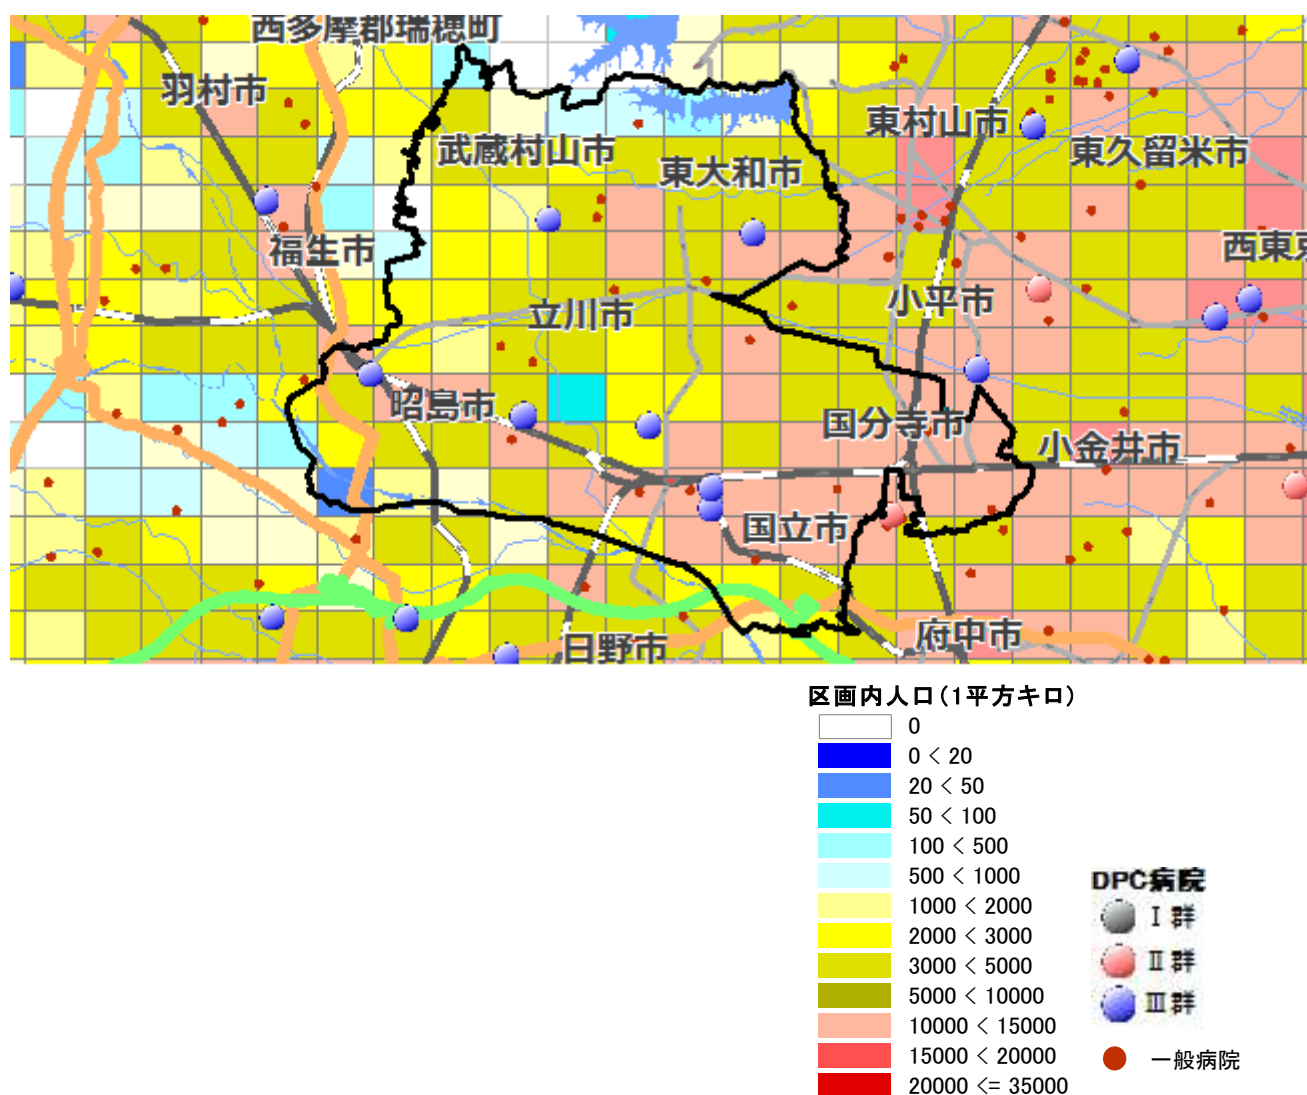 西多摩郡瑞穂町
羽村市
東村山市
武蔵村山市
東久留米市
東大和市
福生市
西東京
小平市
立川市
昭島市
国分寺市
小金井市
国立市
府中市
日野市
区画内人口(1平方キロ)
0
0 < 20
20 < 50
50 < 100
100 < 500
500 < 1000
1000 < 2000
2000 < 3000
3000 < 5000
5000 < 10000
10000 < 15000
15000 < 20000
20000 <= 35000
DPC病院
Ⅰ群
Ⅱ群
Ⅲ群
一般病院